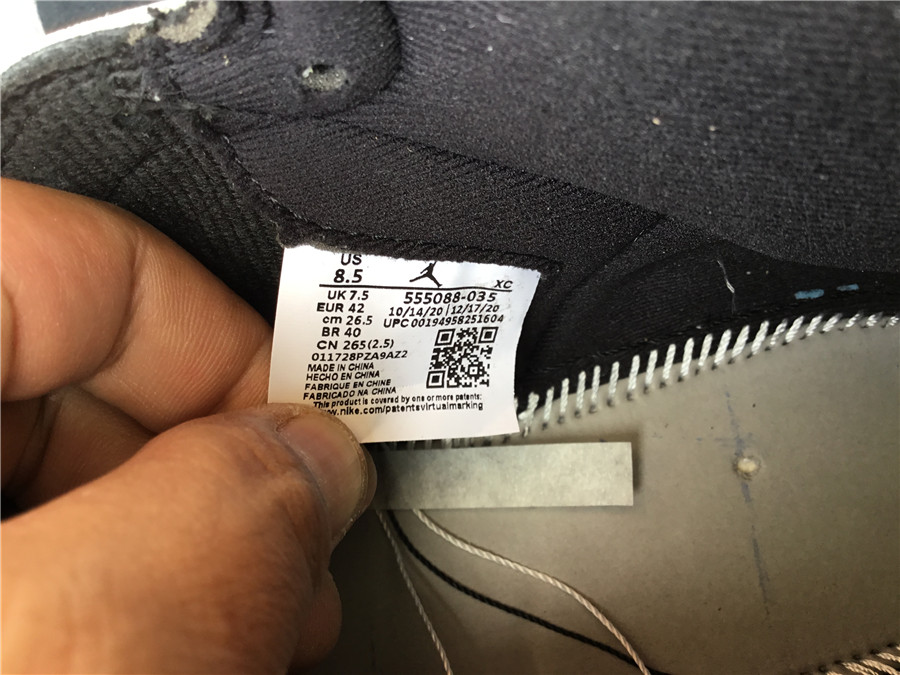 US
8.5
XC
UK 7.5
555088-035
EUR 42
10/14/20 | 12/17/20
cm 26.5
UPC 00194958251604
BR 40
CN 265(2.5)
011728PZA9AZ2
MADE IN CHINA
HECHO EN CHINA
FABRIQUE EN CHINE
FABRICADO NA CHINA
This product is covered by one or more patents:
www.nike.com/patentsvirtualmarking